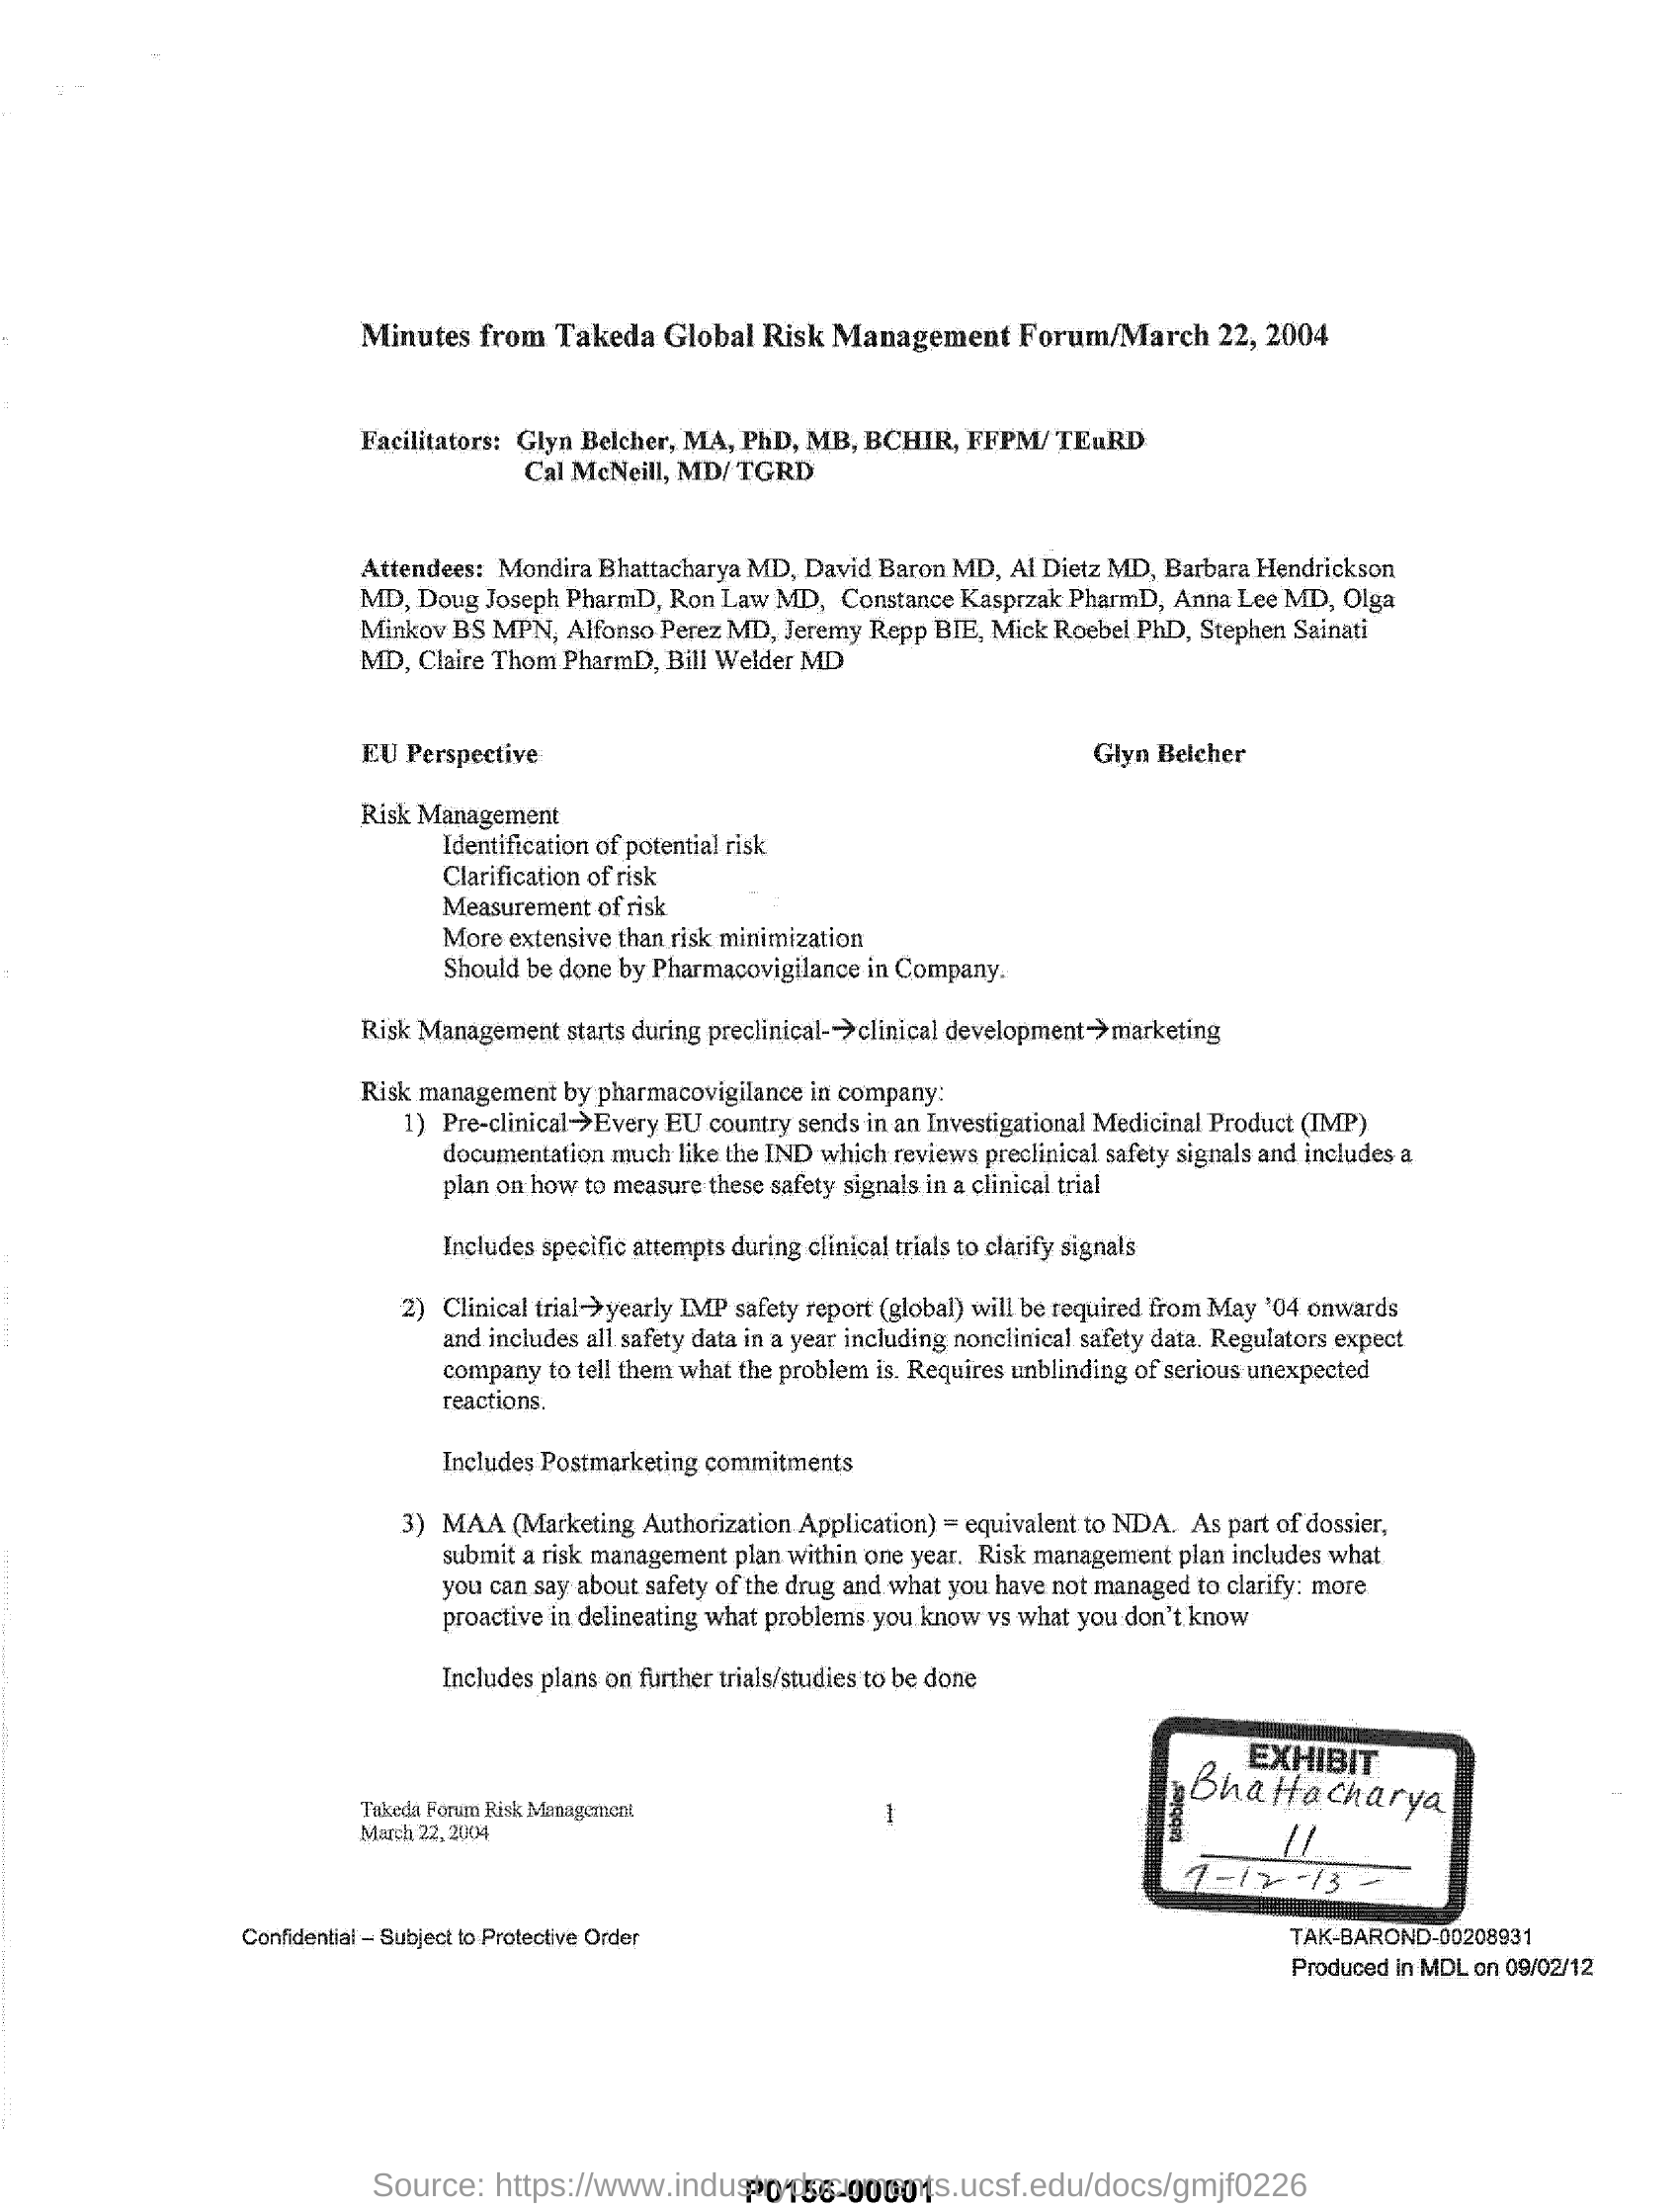 Minutes from Takeda Global Risk Management Forum/March 22, 2004
Facilitators: Glyn Belcher, MA, PhD, MB, BCHIR, FFPM/ TEuRD
Cal McNeill, MD/ TGRD
Attendees: Mondira Bhattacharya MD, David Baron MD, Al Dietz MD, Barbara Hendrickson
MD, Doug Joseph PharmD, Ron Law MD, Constance Kasprzak PharmD, Anna Lee MD, Olga
Minkov BS MPN, Alfonso Perez MD, Jeremy Repp BIE, Mick Roebel PhD, Stephen Sainati
MD, Claire Thom PharmD, Bill Welder MD
EU Perspective Glyn Belcher
Risk Management
Identification of potential risk
Clarification of risk
Measurement of risk
More extensive than risk minimization
Should be done by Pharmacovigilance in Company.
Risk Management starts during preclinical-→clinical development→marketing
Risk management by pharmacovigilance in company:
1) Pre-clinical→Every EU country sends in an Investigational Medicinal Product (IMP)
documentation much like the IND which reviews preclinical safety signals and includes a
plan on how to measure these safety signals in a clinical trial
Includes specific attempts during clinical trials to clarify signals
2) Clinical trial→yearly IMP safety report (global) will be required from May '04 onwards
and includes all safety data in a year including nonclinical safety data. Regulators expect
company to tell them what the problem is. Requires unblinding of serious unexpected
reactions.
Includes Postmarketing commitments
3) MAA (Marketing Authorization Application) = equivalent to NDA. As part of dossier,
submit a risk management plan within one year. Risk management plan includes what
you can say about safety of the drug and what you have not managed to clarify: more
proactive in delineating what problems you know vs what you don't know
Includes plans on further trials/studies to be done
EXHIBIT
tabbies'
Bhattacharya
11
9-12-13
Takeda Forum Risk Management
March 22, 2004
1
Confidential – Subject to Protective Order
TAK-BAROND-00208931
Produced in MDL on 09/02/12
Source: https://www.industrydocuments.ucsf.edu/docs/gmjf0226
P0156-00001